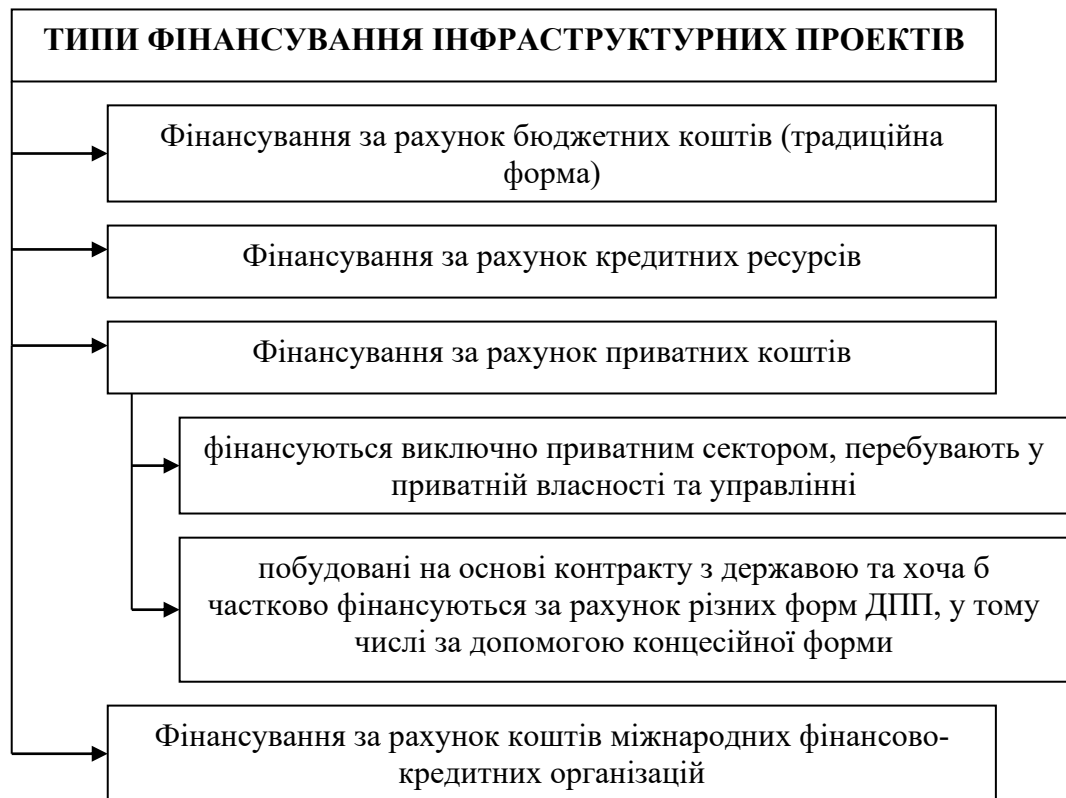 ТИПИ ФІНАНСУВАННЯ ІНФРАСТРУКТУРНИХ ПРОЕКТІВ
Фінансування за рахунок бюджетних коштів (традиційна
форма)
Фінансування за рахунок кредитних ресурсів
Фінансування за рахунок приватних коштів
фінансуються виключно приватним сектором, перебувають у
приватній власності та управлінні
побудовані на основі контракту з державою та хоча б
частково фінансуються за рахунок різних форм ДПП, у тому
числі за допомогою концесійної форми
Фінансування за рахунок коштів міжнародних фінансово-
кредитних організацій